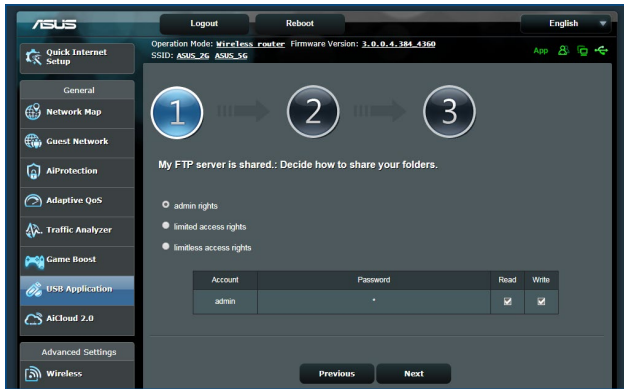 ASUS
Logout
Reboot
English
Operation Mode: Wireless router Firmware Version: 3.0.0.4.384_4360
SSID: ASUS_2G ASUS_5G
App
Quick Internet
Setup
General
Network Map
Guest Network
AiProtection
Adaptive QoS
Traffic Analyzer
Game Boost
USB Application
AiCloud 2.0
Advanced Settings
Wireless
1
2
3
My FTP server is shared.: Decide how to share your folders.
admin rights
limited access rights
limitless access rights
Account Password Read Write
admin *
Previous Next